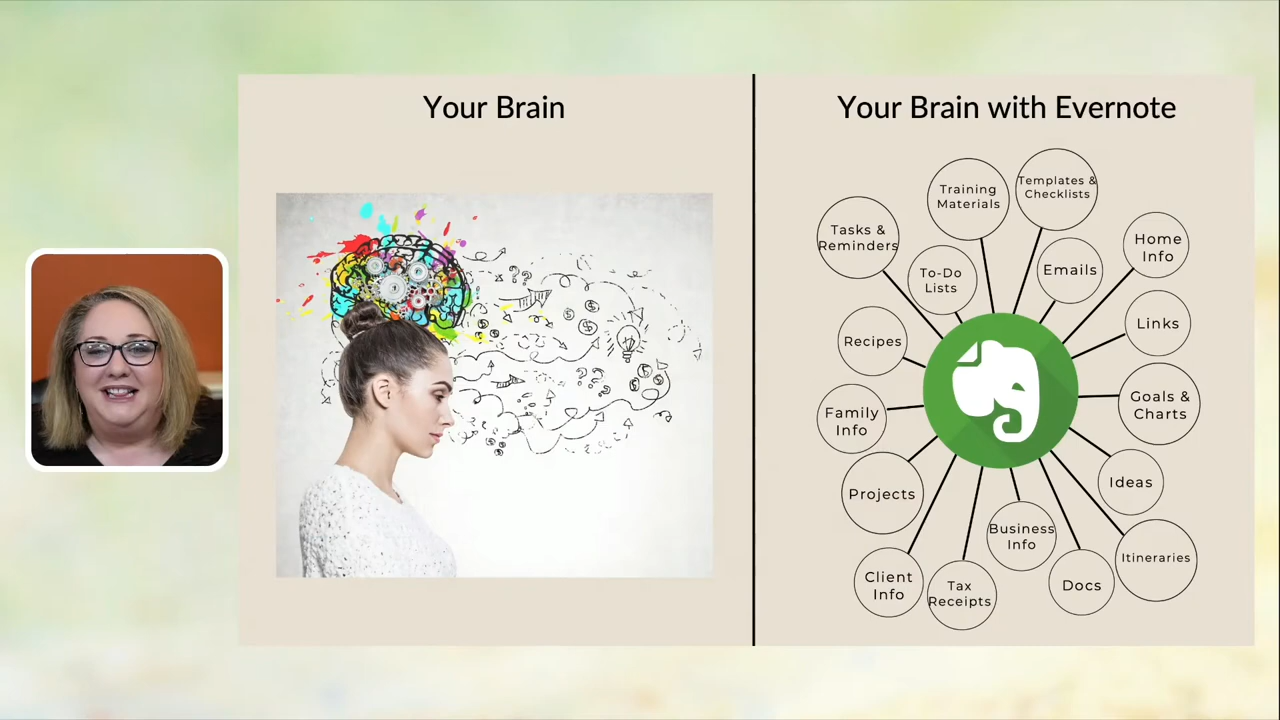 Your Brain
Your Brain with Evernote
Templates &
Checklists
Training
Materials
Tasks &
Reminders
Home
Info
To-Do
Lists
Emails
Links
Recipes
Goals &
Charts
Family
Info
Ideas
Projects
Business
Info
Itineraries
Client
Info
Tax
Receipts
Docs